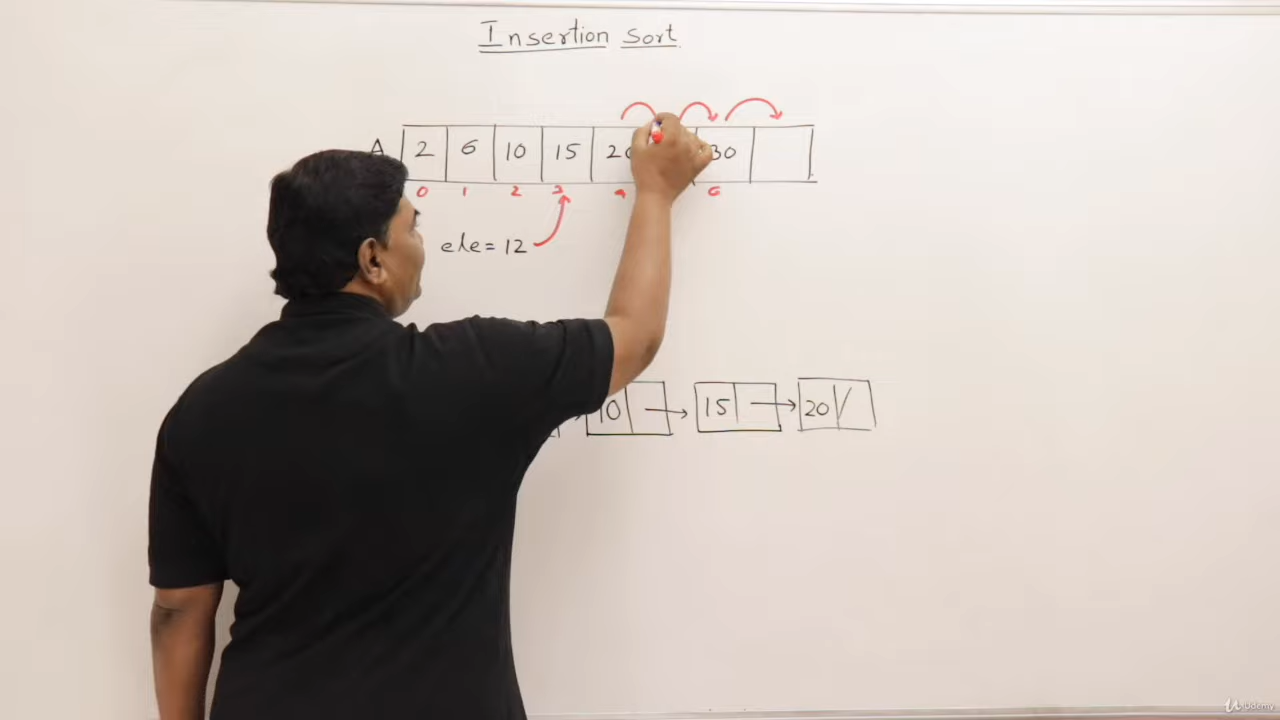 Insertion Sort
A 2 6 10 15 20 30
0 1 2 3 4 6
ele = 12
10 15 20
Udemy